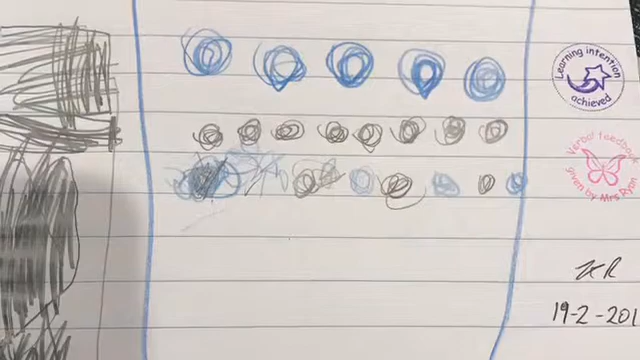 Learning intention
achieved
Verbal feedback
given by Mrs Ryan
19-2-201